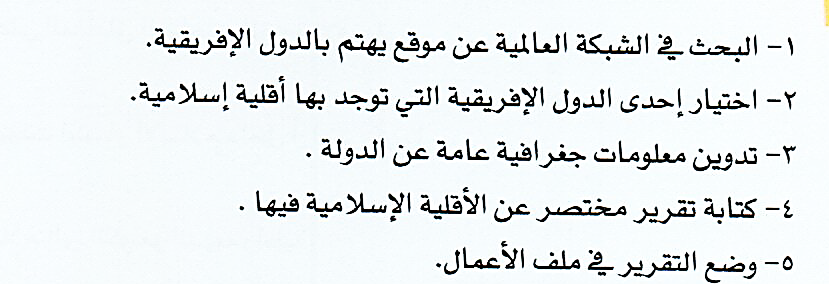 ١- البحث في الشبكة العالمية عن موقع يهتم بالدول الإفريقية.
٢- اختيار إحدى الدول الإفريقية التي توجد بها أقلية إسلامية.
٣- تدوين معلومات جغرافية عامة عن الدولة .
٤- كتابة تقرير مختصر عن الأقلية الإسلامية فيها .
٥- وضع التقرير في ملف الأعمال.